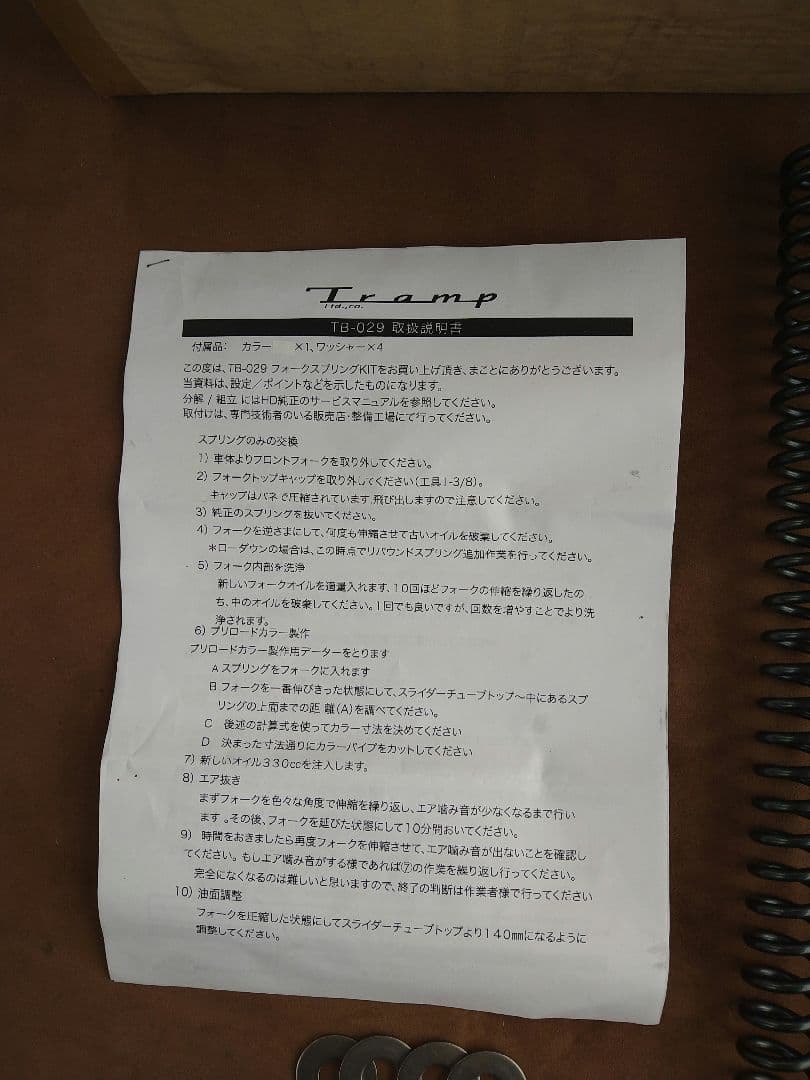 Tramp
ltd.,co.
TB-029 取扱説明書
付属品: カラー ×1、ワッシャー×4
この度は、TB-029 フォークスプリングKITをお買い上げ頂き、まことにありがとうございます。
当資料は、設定／ポイントなどを示したものになります。
分解 / 組立 にはHD純正のサービスマニュアルを参照してください。
取付けは、専門技術者のいる販売店・整備工場にて行ってください。
スプリングのみの交換
1) 車体よりフロントフォークを取り外してください。
2) フォークトップキャップを取り外してください(工具1-3/8)。
キャップはバネで圧縮されています。飛び出しますので注意してください。
3) 純正のスプリングを抜いてください。
4) フォークを逆さまにして、何度も伸縮させて古いオイルを破棄してください。
＊ローダウンの場合は、この時点でリバウンドスプリング追加作業を行ってください。
5) フォーク内部を洗浄
新しいフォークオイルを適量入れます、10回ほどフォークの伸縮を繰り返したの
ち、中のオイルを破棄してください。1回でも良いですが、回数を増やすことでより洗
浄されます。
6) プリロードカラー製作
プリロードカラー製作用データーをとります
A スプリングをフォークに入れます
B フォークを一番伸びきった状態にして、スライダーチューブトップ～中にあるスプ
リングの上面までの距 離(A)を調べてください。
C 後述の計算式を使ってカラー寸法を決めてください
D 決まった寸法通りにカラーパイプをカットしてください
7) 新しいオイル330ccを注入します。
8) エア抜き
まずフォークを色々な角度で伸縮を繰り返し、エア噛み音が少なくなるまで行い
ます 。その後、フォークを延びた状態にして10分間おいてください。
9) 時間をおきましたら再度フォークを伸縮させて、エア噛み音が出ないことを確認し
てください。もしエア噛み音がする様であれば⑦の作業を繰り返し行ってください。
完全になくなるのは難しいと思いますので、終了の判断は作業者様で行ってください
10) 油面調整
フォークを圧縮した状態にしてスライダーチューブトップより140㎜になるように
調整してください。